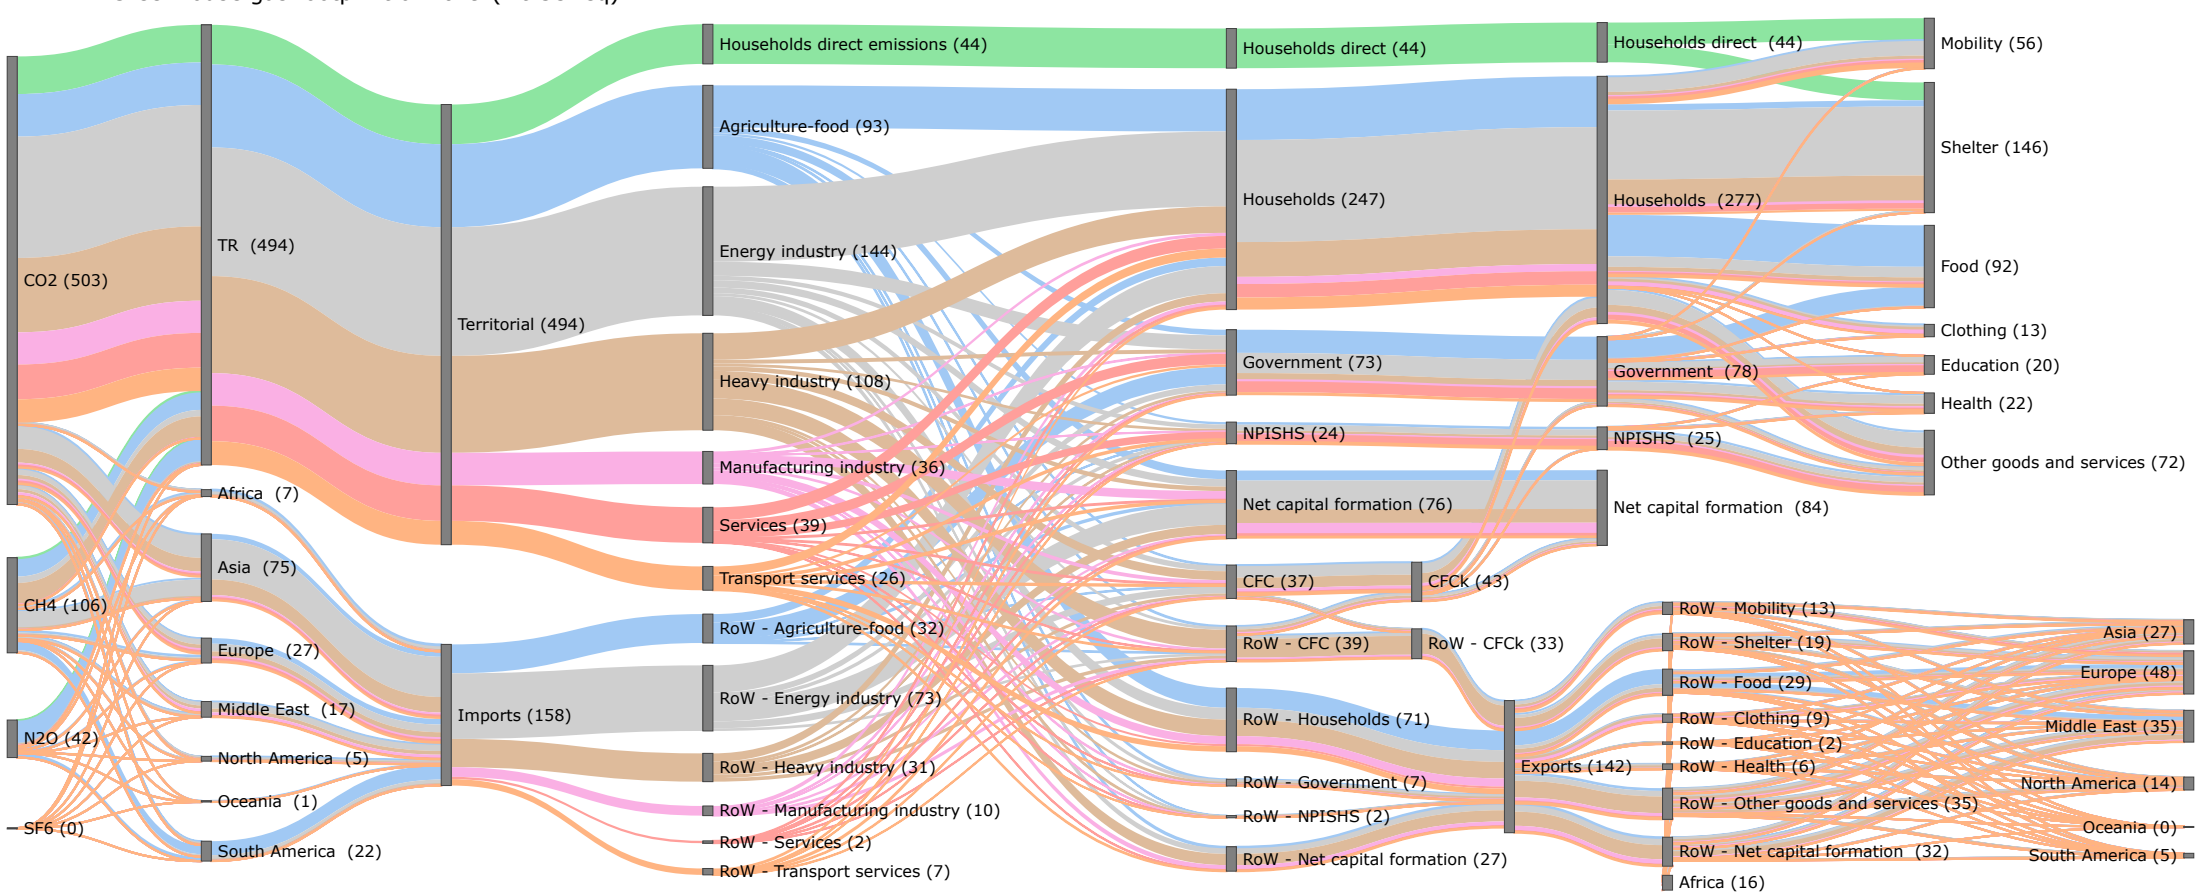 CO2 (503)
CH4 (106)
N2O (42)
SF6 (0)
TR (494)
Africa (7)
Asia (75)
Europe (27)
Middle East (17)
North America (5)
Oceania (1)
South America (22)
Territorial (494)
Imports (158)
Households direct emissions (44)
Agriculture-food (93)
Energy industry (144)
Heavy industry (108)
Manufacturing industry (36)
Services (39)
Transport services (26)
RoW - Agriculture-food (32)
RoW - Energy industry (73)
RoW - Heavy industry (31)
RoW - Manufacturing industry (10)
RoW - Services (2)
RoW - Transport services (7)
Households direct (44)
Households (247)
Government (73)
NPISHS (24)
Net capital formation (76)
CFC (37)
RoW - CFC (39)
RoW - Households (71)
RoW - Government (7)
RoW - NPISHS (2)
RoW - Net capital formation (27)
CFCk (43)
RoW - CFCk (33)
Exports (142)
Households direct (44)
Households (277)
Government (78)
NPISHS (25)
Net capital formation (84)
RoW - Mobility (13)
RoW - Shelter (19)
RoW - Food (29)
RoW - Clothing (9)
RoW - Education (2)
RoW - Health (6)
RoW - Other goods and services (35)
RoW - Net capital formation (32)
Africa (16)
Mobility (56)
Shelter (146)
Food (92)
Clothing (13)
Education (20)
Health (22)
Other goods and services (72)
Asia (27)
Europe (48)
Middle East (35)
North America (14)
Oceania (0)
South America (5)